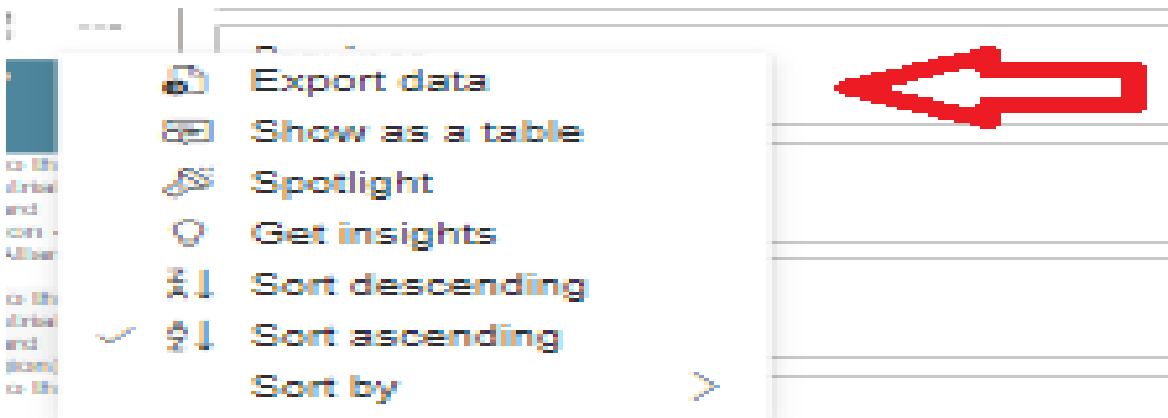 Export data
Show as a table
Spotlight
Get insights
Sort descending
Sort ascending
Sort by